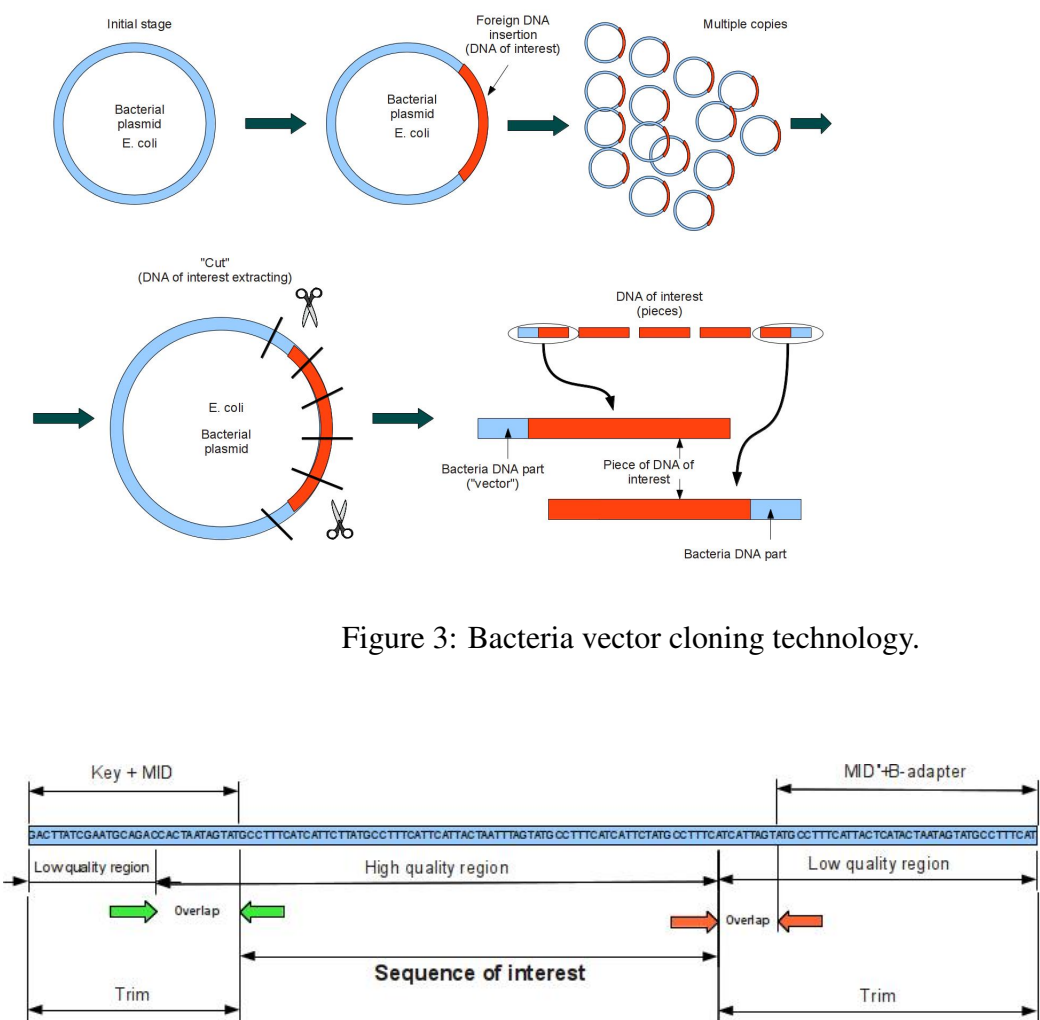 Initial stage
Foreign DNA
insertion
(DNA of interest)
Multiple copies
Bacterial
plasmid
E. coli
Bacterial
plasmid
E. coli
"Cut"
(DNA of interest extracting)
DNA of interest
(pieces)
E. coli
Bacterial
plasmid
Bacteria DNA part
("vector")
Piece of DNA of
interest
Bacteria DNA part
Figure 3: Bacteria vector cloning technology.
Key + MID
MID*+B-adapter
GACTTATCGAATGCAGACCACTAATAGTATGCCTTTCATCATTCTTATGCCTTTCATTCATTACTAATTTAGTATGCCTTTCATCATTCTATGCCTTTCATCATTAGTATGCCTTTCATTACTCATACTAATAGTATGCCTTTCAT
Low quality region
High quality region
Low quality region
Overlap
Overlap
Sequence of interest
Trim
Trim